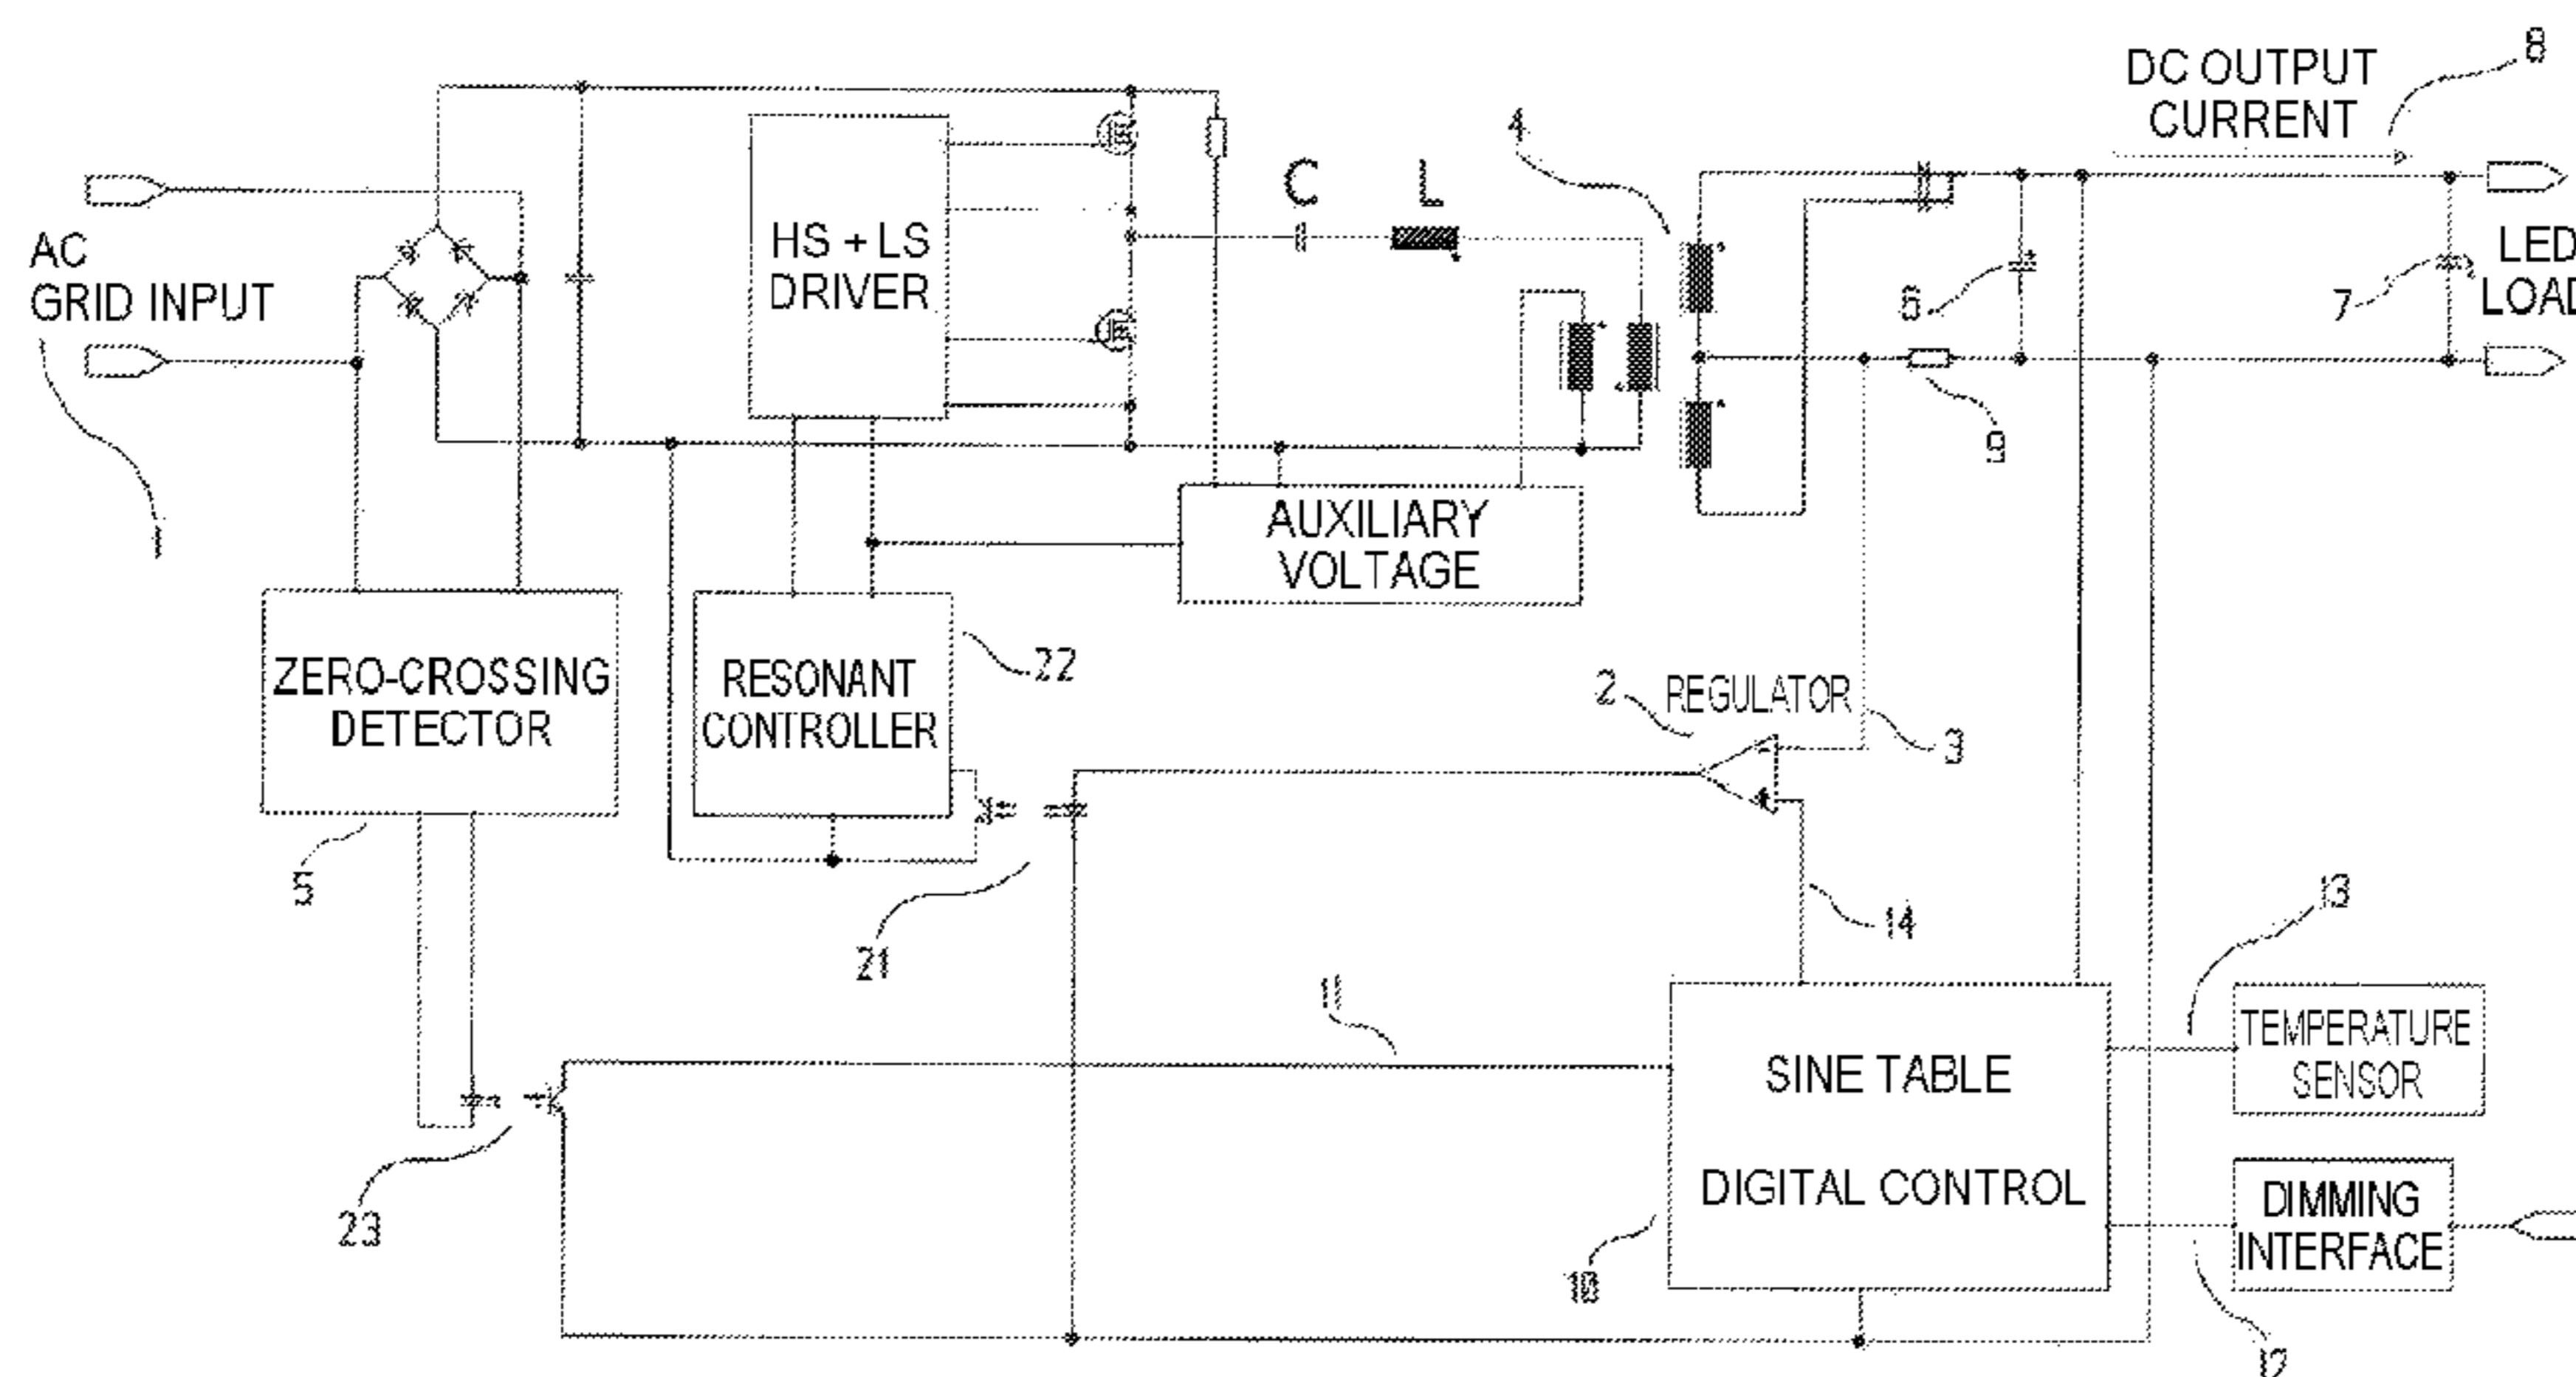 DC OUTPUT
CURRENT
8
4
C
L
AC
GRID INPUT
HS + LS
DRIVER
6
7
LED
LOAD
9
1
AUXILIARY
VOLTAGE
ZERO-CROSSING
DETECTOR
RESONANT
CONTROLLER
22
2
REGULATOR
3
5
21
14
13
11
SINE TABLE
DIGITAL CONTROL
TEMPERATURE
SENSOR
23
10
DIMMING
INTERFACE
12